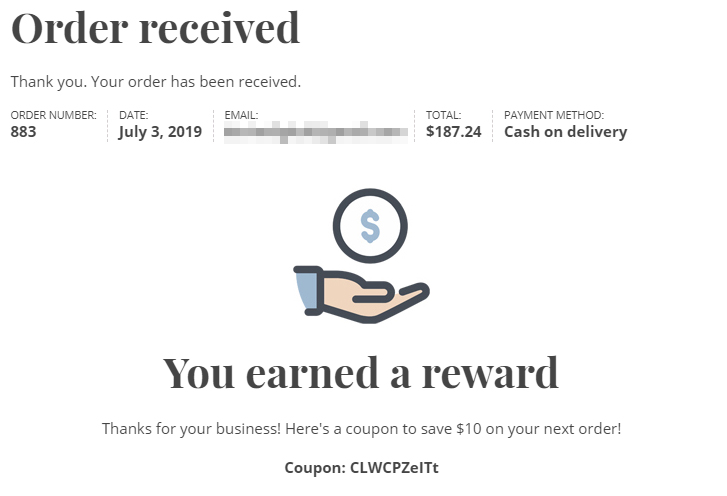 Order received
Thank you. Your order has been received.
ORDER NUMBER: DATE: EMAIL: TOTAL: PAYMENT METHOD:
883 July 3, 2019 $187.24 Cash on delivery
$
You earned a reward
Thanks for your business! Here's a coupon to save $10 on your next order!
Coupon: CLWCPZeITt